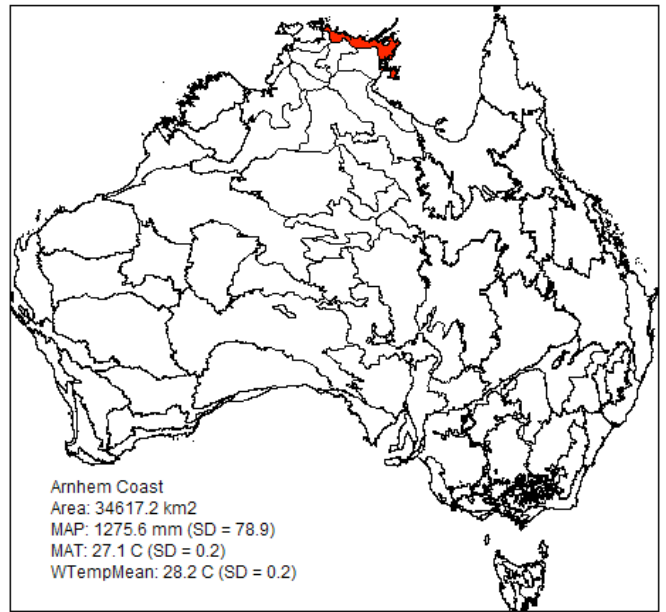 Arnhem Coast
Area: 34617.2 km2
MAP: 1275.6 mm (SD = 78.9)
MAT: 27.1 C (SD = 0.2)
WTempMean: 28.2 C (SD = 0.2)